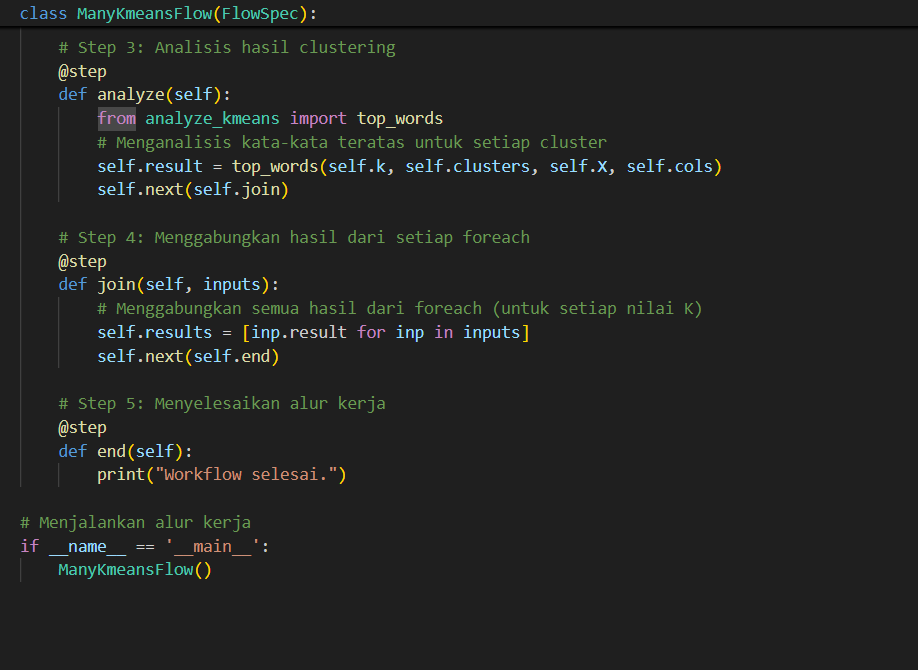 class ManyKmeansFlow(FlowSpec):
    # Step 3: Analisis hasil clustering
    @step
    def analyze(self):
        from analyze_kmeans import top_words
        # Menganalisis kata-kata teratas untuk setiap cluster
        self.result = top_words(self.k, self.clusters, self.X, self.cols)
        self.next(self.join)
    # Step 4: Menggabungkan hasil dari setiap foreach
    @step
    def join(self, inputs):
        # Menggabungkan semua hasil dari foreach (untuk setiap nilai K)
        self.results = [inp.result for inp in inputs]
        self.next(self.end)
    # Step 5: Menyelesaikan alur kerja
    @step
    def end(self):
        print("Workflow selesai.")
# Menjalankan alur kerja
if __name__ == '__main__':
    ManyKmeansFlow()